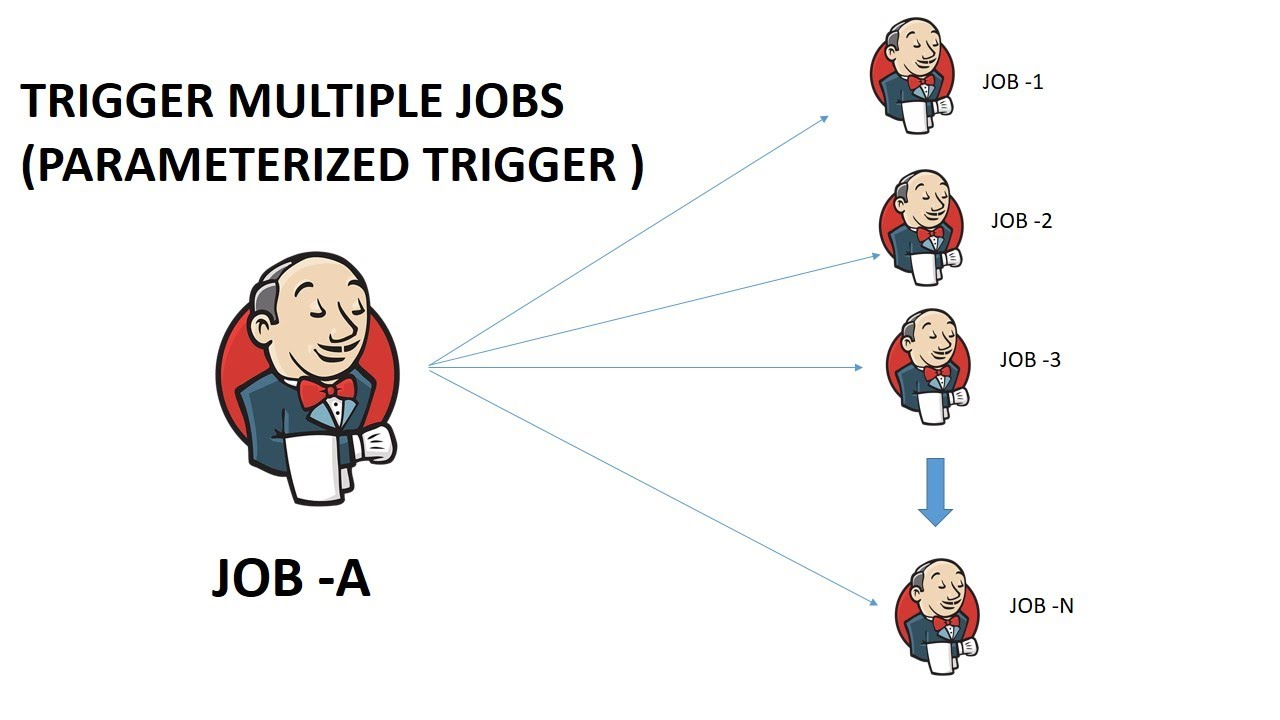 TRIGGER MULTIPLE JOBS
(PARAMETERIZED TRIGGER )
JOB -A
JOB -1
JOB -2
JOB -3
JOB -N